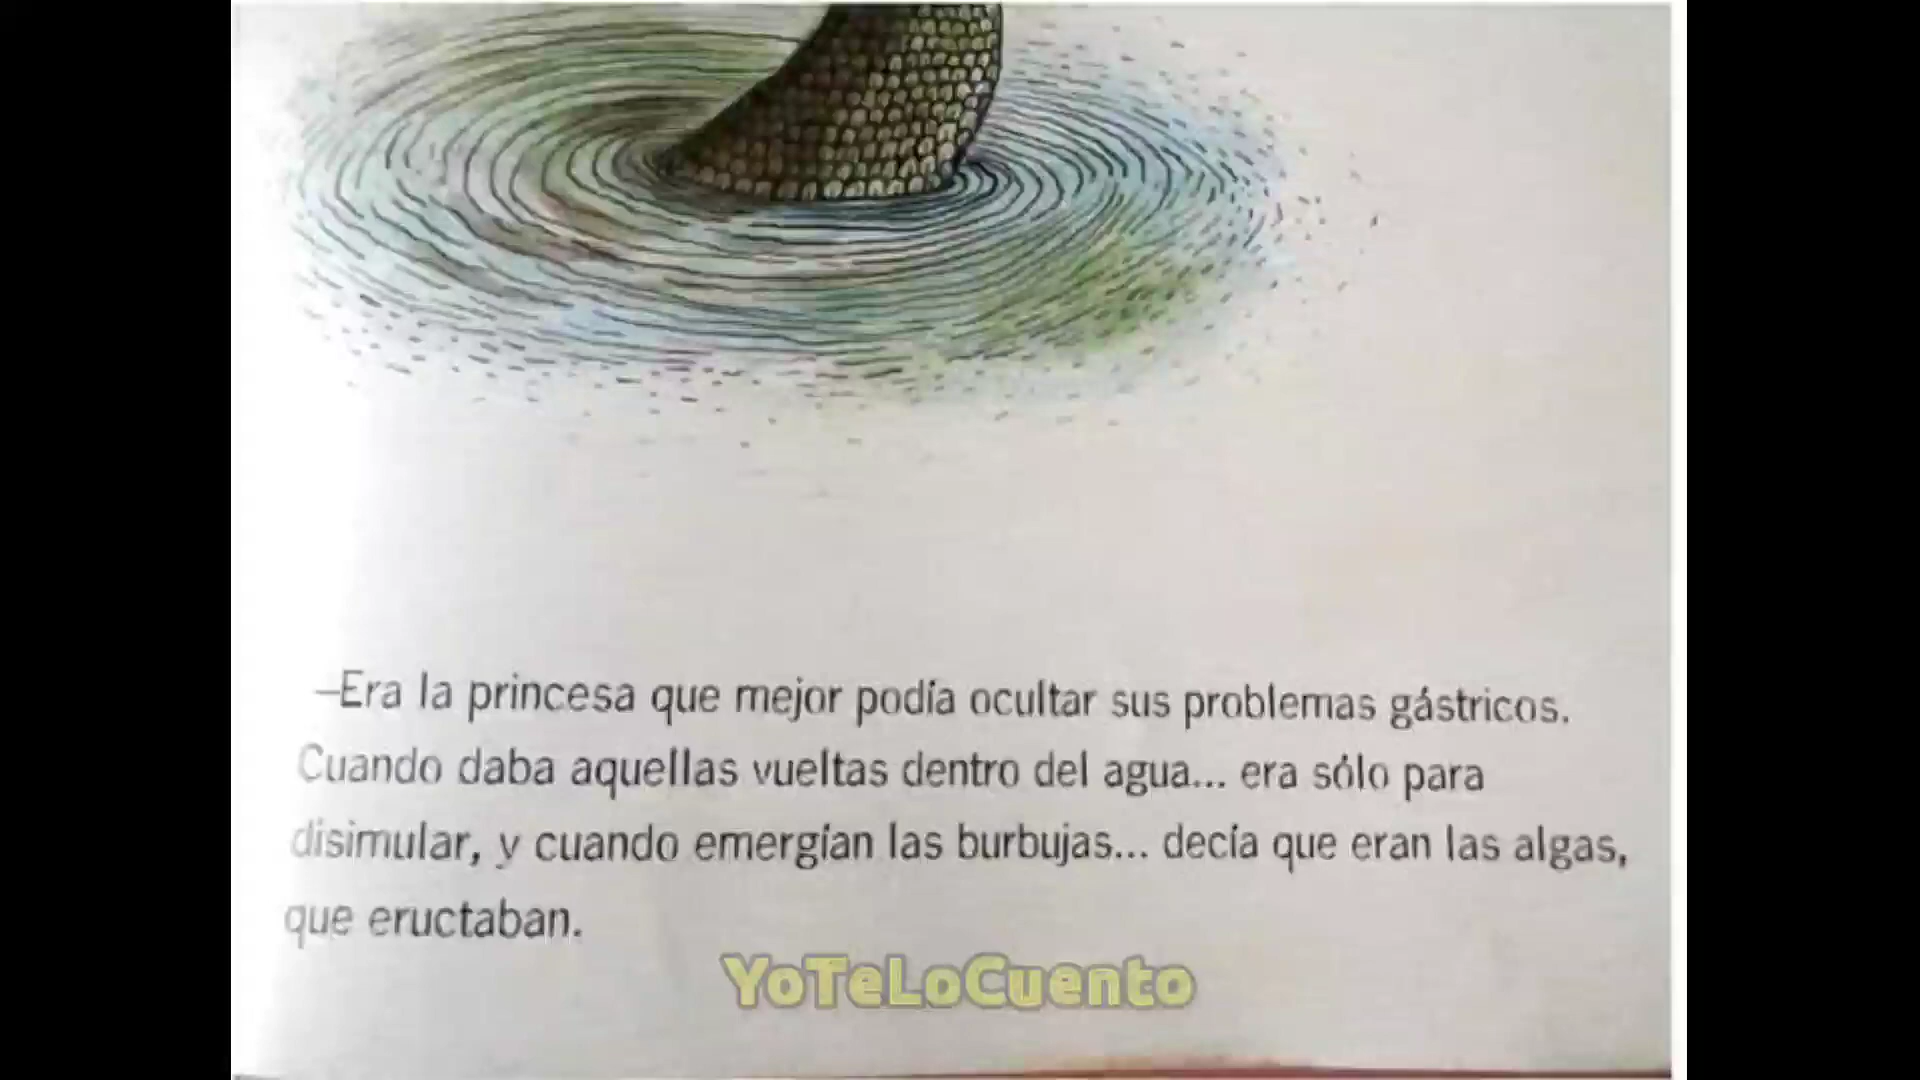 –Era la princesa que mejor podía ocultar sus problemas gástricos.
Cuando daba aquellas vueltas dentro del agua... era sólo para
disimular, y cuando emergían las burbujas... decía que eran las algas,
que eructaban.
YoTeLoCuento